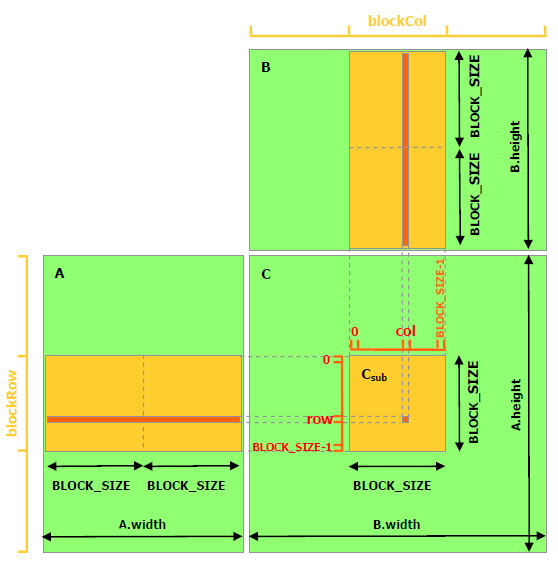 blockCol
B
BLOCK_SIZE
BLOCK_SIZE
B.height
A
C
BLOCK_SIZE-1
0
col
0
blockRow
Csub
BLOCK_SIZE
A.height
row
BLOCK_SIZE-1
BLOCK_SIZE
BLOCK_SIZE
BLOCK_SIZE
A.width
B.width